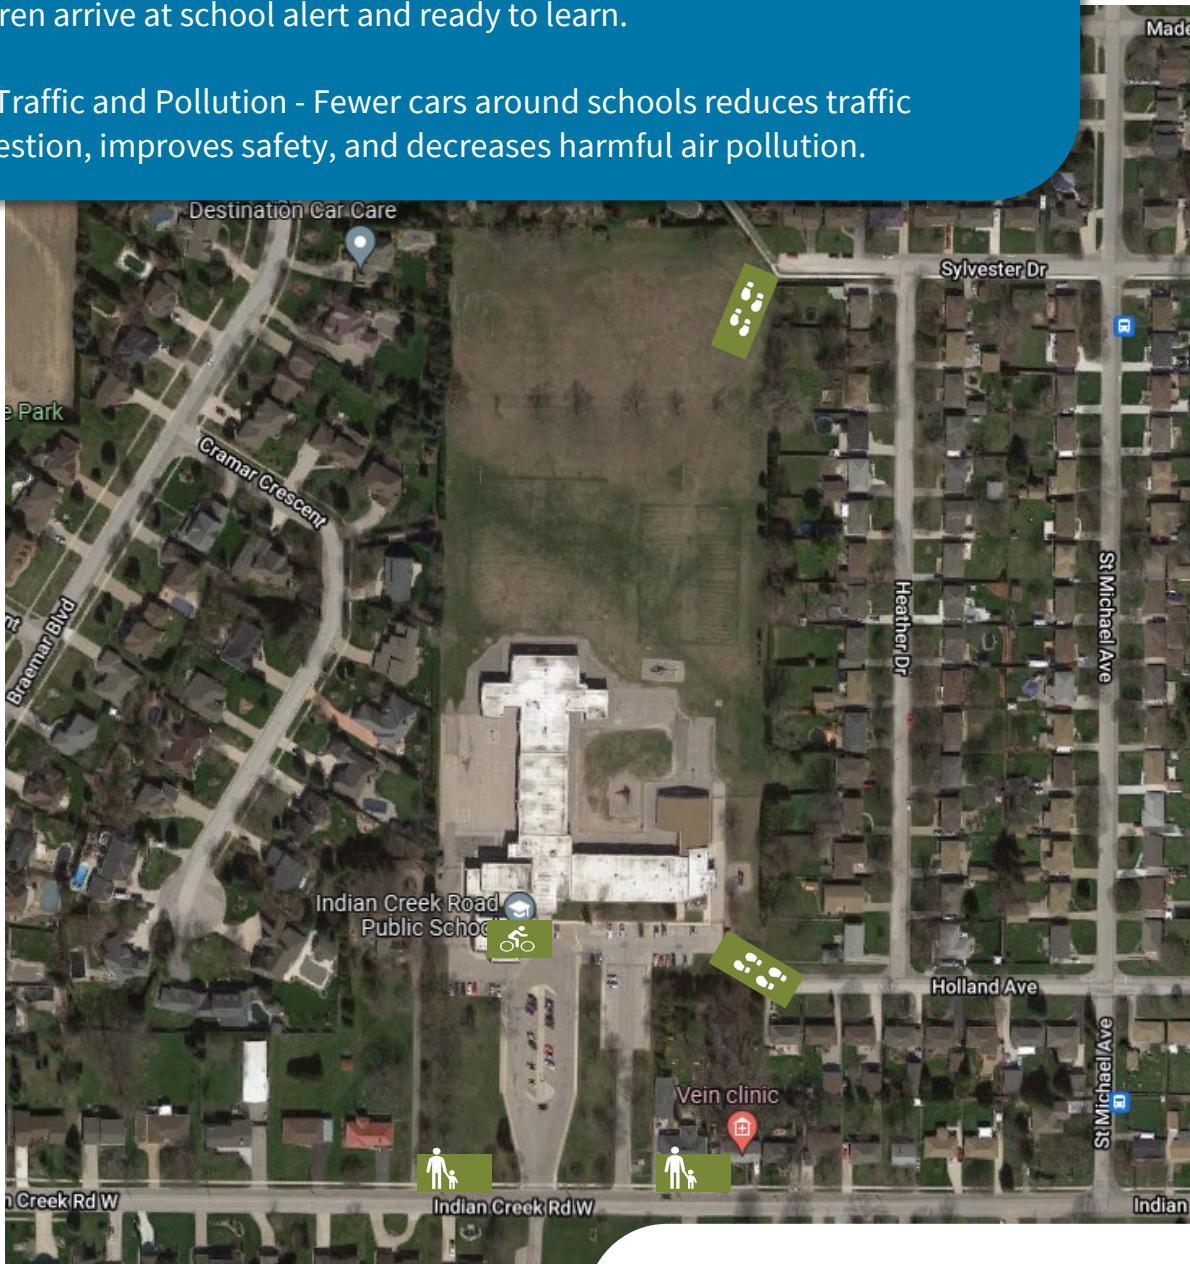 ren arrive at school alert and ready to learn.
Traffic and Pollution - Fewer cars around schools reduces traffic
estion, improves safety, and decreases harmful air pollution.
Made
Destination Car Care
Sylvester Dr
e Park
Cramar Crescent
Braemar Blvd
nt
Heather Dr
St Michael Ave
Indian Creek Road
Public Schoo
Holland Ave
St Michael Ave
Vein clinic
n Creek Rd W
Indian Creek Rd W
Indian